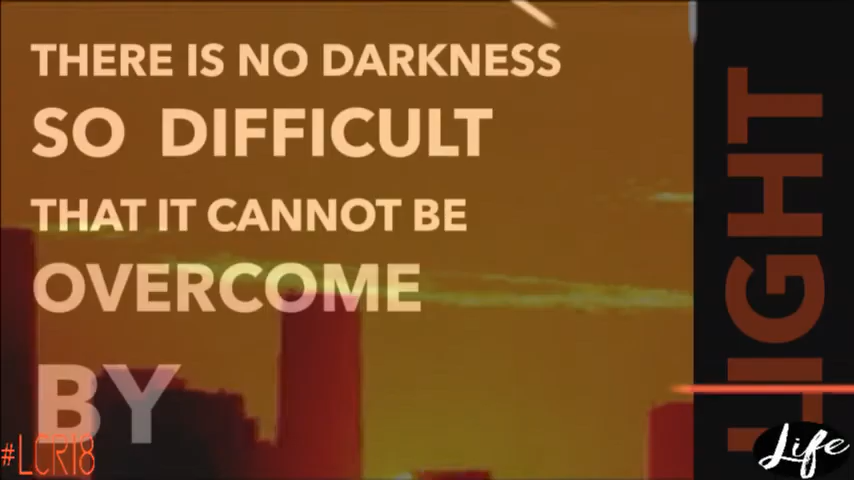 THERE IS NO DARKNESS
SO DIFFICULT
THAT IT CANNOT BE
OVERCOME
BY
LIGHT
#LCR18
Life